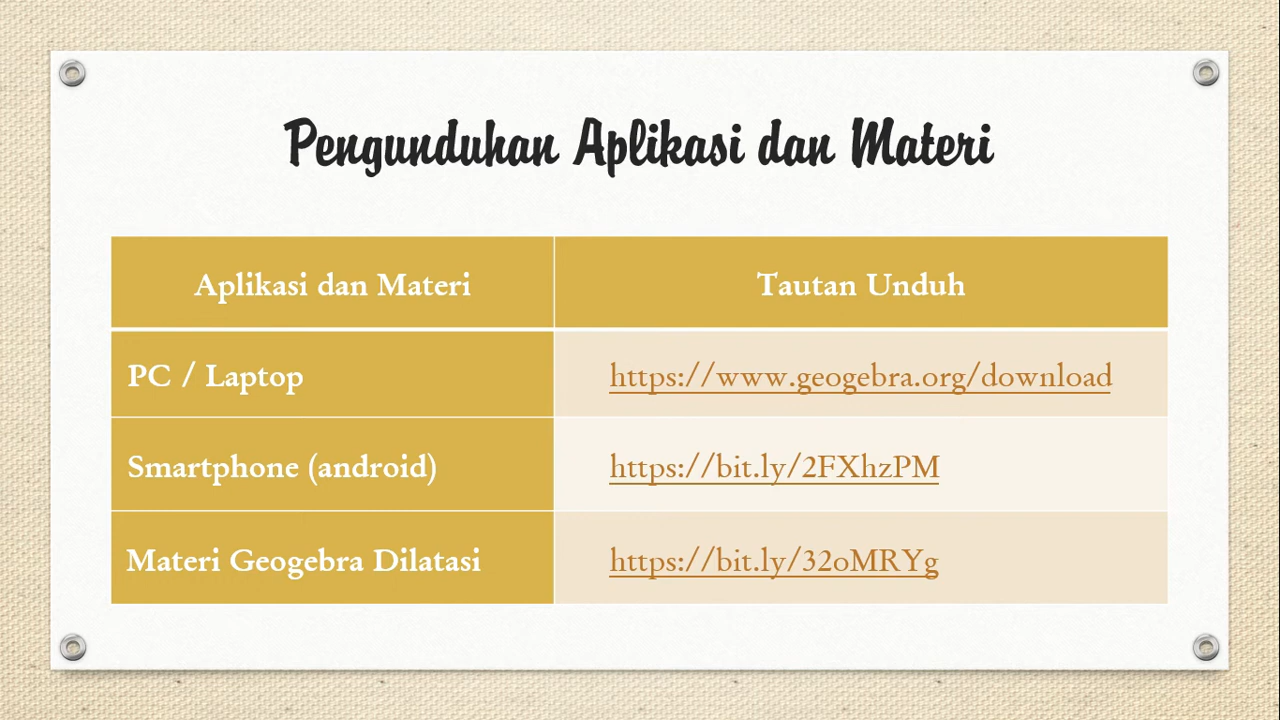 Pengunduhan Aplikasi dan Materi
Aplikasi dan Materi
Tautan Unduh
PC / Laptop
https://www.geogebra.org/download
Smartphone (android)
https://bit.ly/2FXhzPM
Materi Geogebra Dilatasi
https://bit.ly/32oMRYg